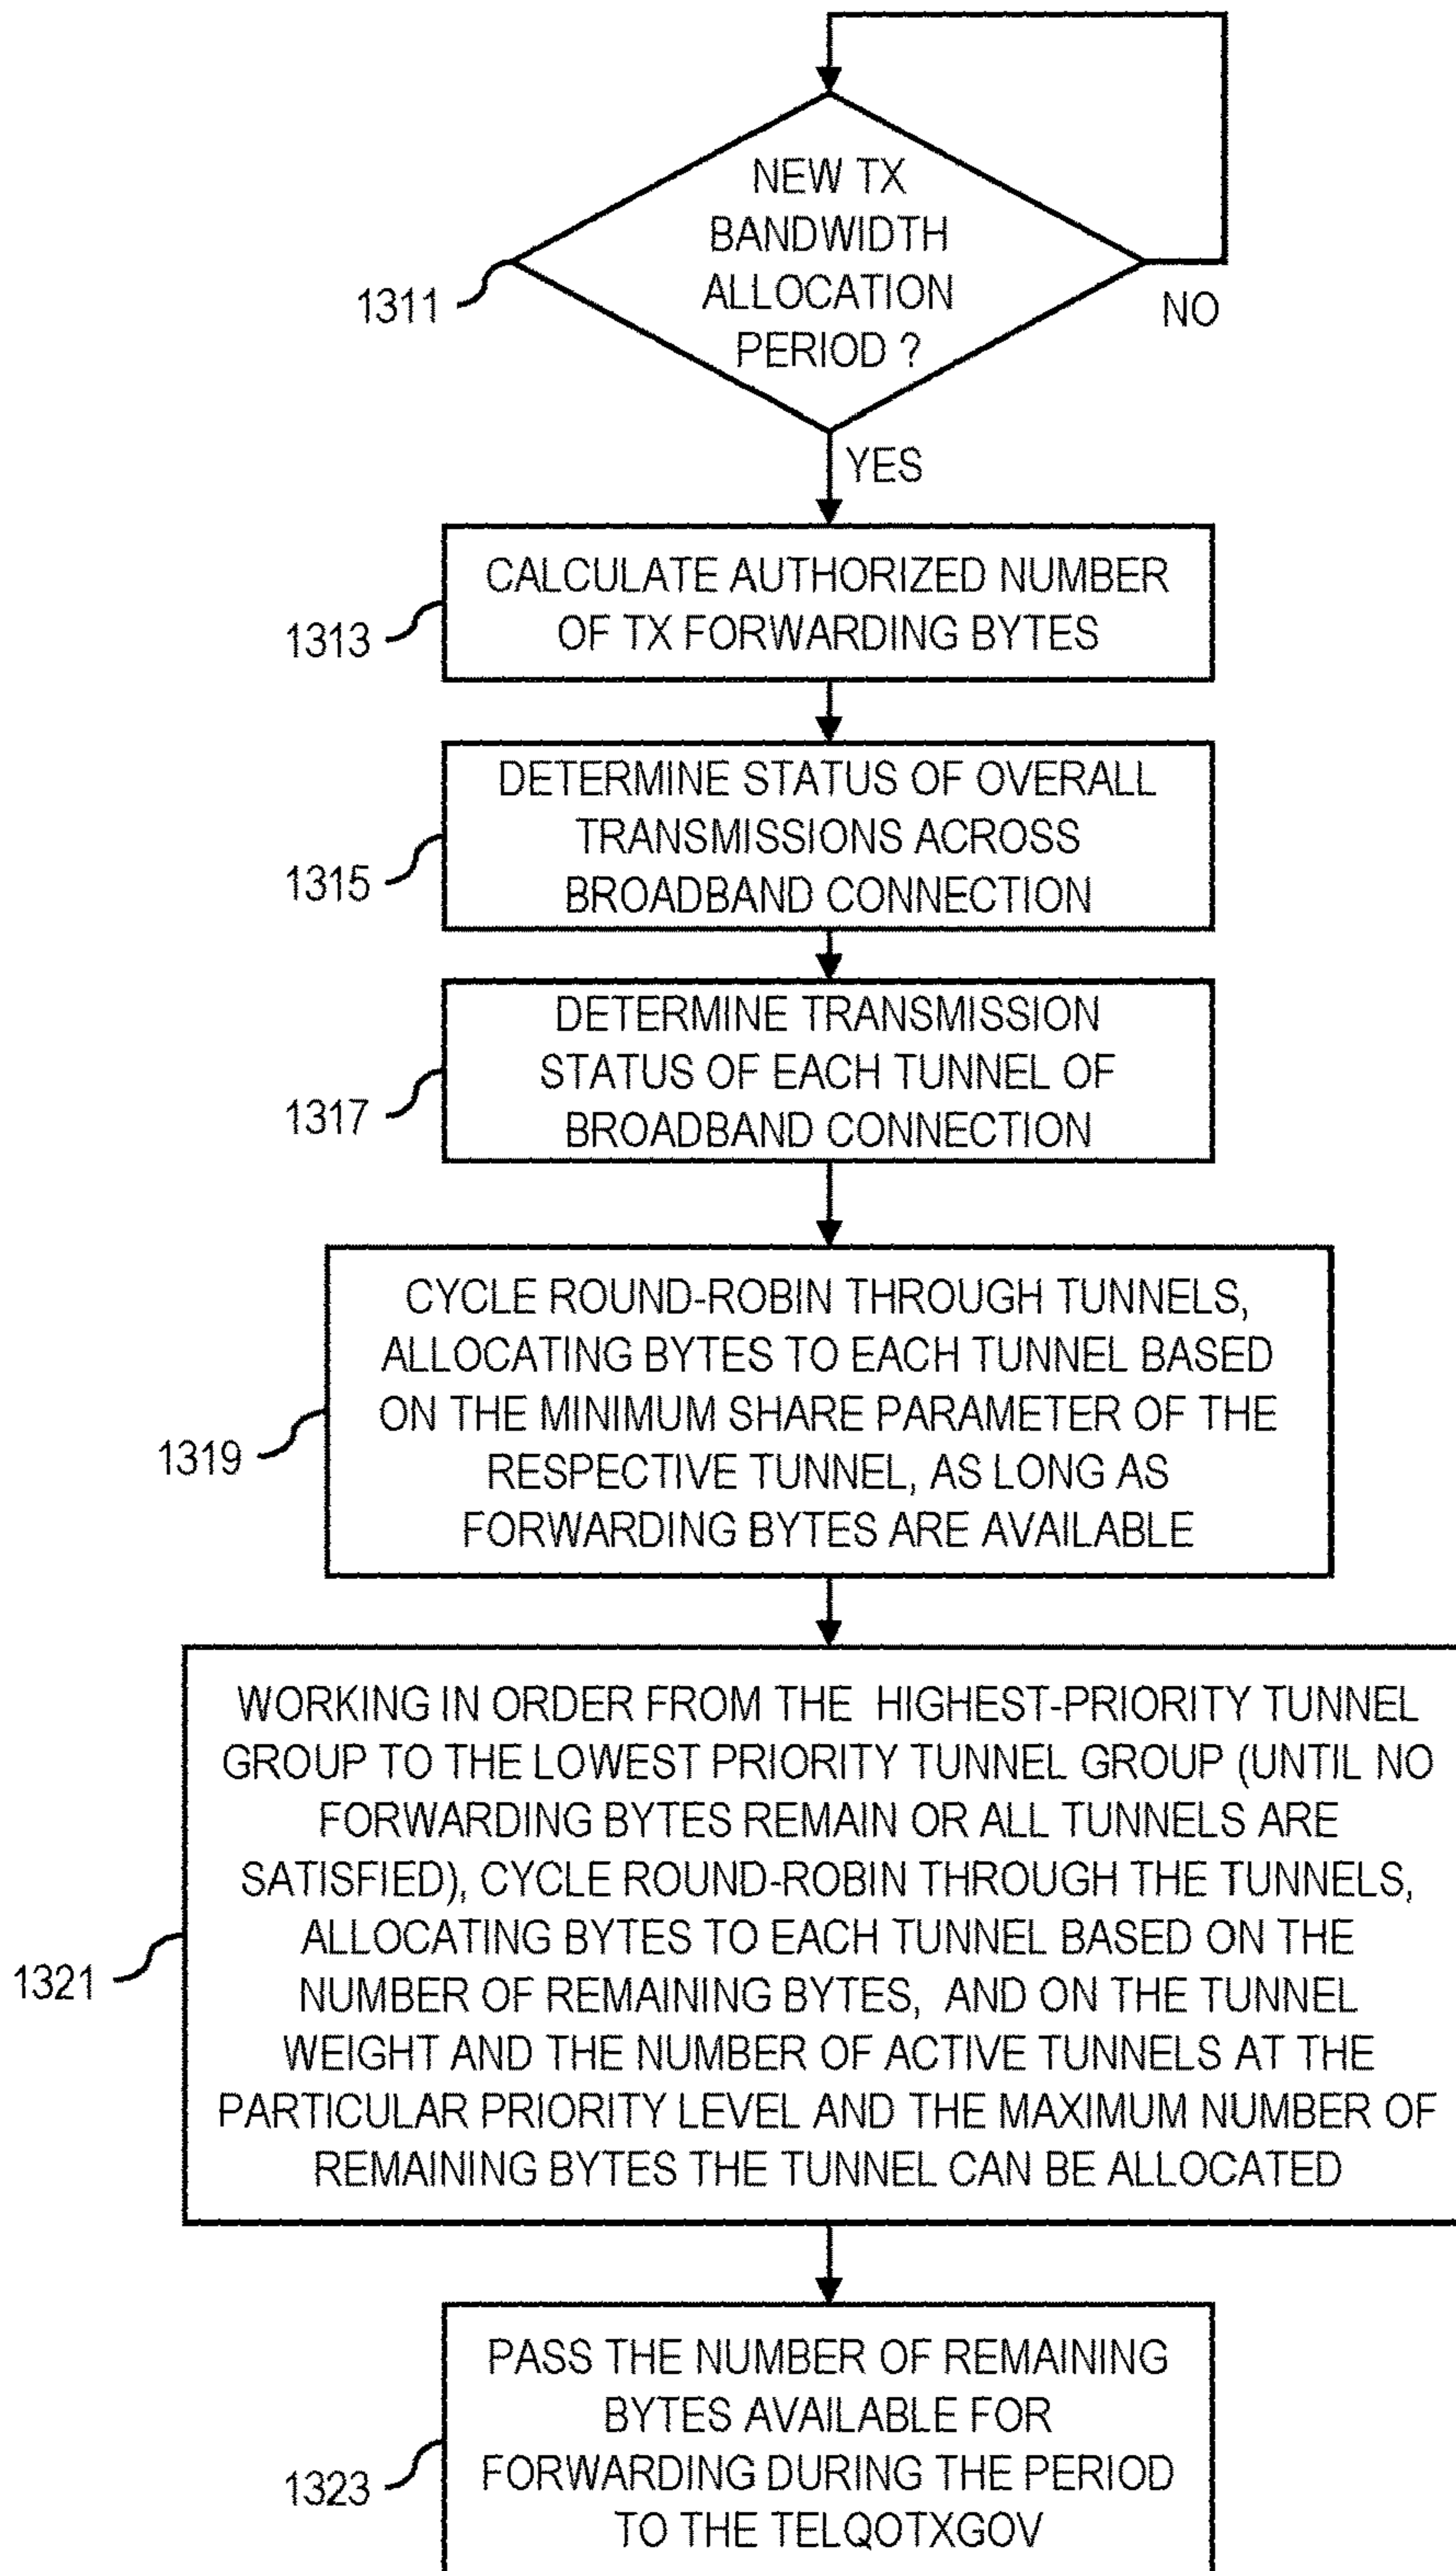 NEW TX
BANDWIDTH
ALLOCATION
PERIOD ?
1311
NO
YES
CALCULATE AUTHORIZED NUMBER
OF TX FORWARDING BYTES
1313
DETERMINE STATUS OF OVERALL
TRANSMISSIONS ACROSS
BROADBAND CONNECTION
1315
DETERMINE TRANSMISSION
STATUS OF EACH TUNNEL OF
BROADBAND CONNECTION
1317
CYCLE ROUND-ROBIN THROUGH TUNNELS,
ALLOCATING BYTES TO EACH TUNNEL BASED
ON THE MINIMUM SHARE PARAMETER OF THE
RESPECTIVE TUNNEL, AS LONG AS
FORWARDING BYTES ARE AVAILABLE
1319
WORKING IN ORDER FROM THE HIGHEST-PRIORITY TUNNEL
GROUP TO THE LOWEST PRIORITY TUNNEL GROUP (UNTIL NO
FORWARDING BYTES REMAIN OR ALL TUNNELS ARE
SATISFIED), CYCLE ROUND-ROBIN THROUGH THE TUNNELS,
ALLOCATING BYTES TO EACH TUNNEL BASED ON THE
NUMBER OF REMAINING BYTES, AND ON THE TUNNEL
WEIGHT AND THE NUMBER OF ACTIVE TUNNELS AT THE
PARTICULAR PRIORITY LEVEL AND THE MAXIMUM NUMBER OF
REMAINING BYTES THE TUNNEL CAN BE ALLOCATED
1321
PASS THE NUMBER OF REMAINING
BYTES AVAILABLE FOR
FORWARDING DURING THE PERIOD
TO THE TELQOTXGOV
1323